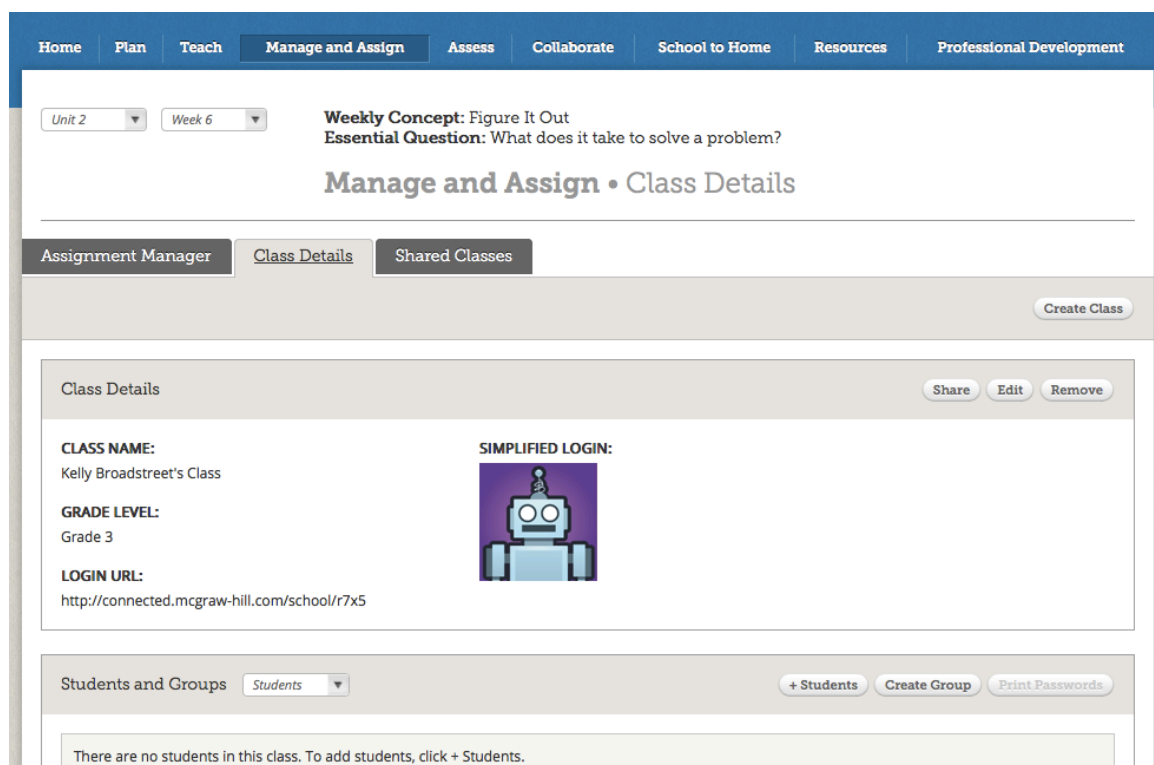 Home Plan Teach Manage and Assign Assess Collaborate School to Home Resources Professional Development
Unit 2 Week 6
Weekly Concept: Figure It Out
Essential Question: What does it take to solve a problem?
Manage and Assign • Class Details
Assignment Manager Class Details Shared Classes
Create Class
Class Details Share Edit Remove
CLASS NAME: SIMPLIFIED LOGIN:
Kelly Broadstreet's Class
GRADE LEVEL:
Grade 3
LOGIN URL:
http://connected.mcgraw-hill.com/school/r7x5
Students and Groups Students + Students Create Group Print Passwords
There are no students in this class. To add students, click + Students.